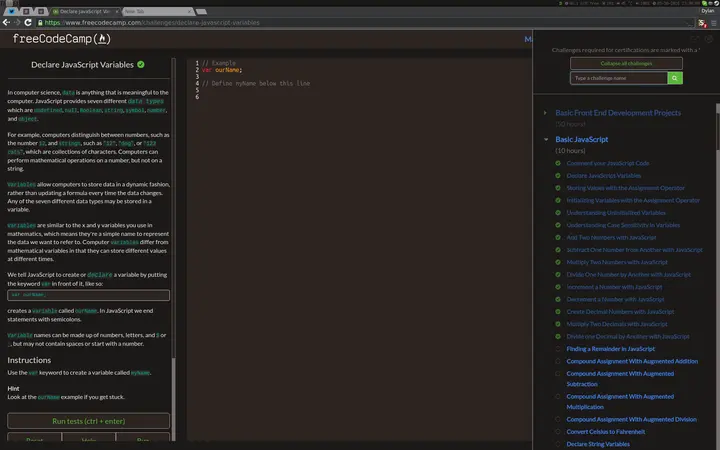 Declare JavaScript Variables
New Tab
Dylan
https://www.freecodecamp.com/challenges/declare-javascript-variables
freeCodeCamp(🔥)
Declare JavaScript Variables
In computer science, data is anything that is meaningful to the
computer. JavaScript provides seven different data types
which are undefined, null, boolean, string, symbol, number,
and object.
For example, computers distinguish between numbers, such as
the number 12, and strings, such as "12", "dog", or "123
cats", which are collections of characters. Computers can
perform mathematical operations on a number, but not on a
string.
Variables allow computers to store data in a dynamic fashion,
rather than updating a formula every time the data changes.
Any of the seven different data types may be stored in a
variable.
Variables are similar to the x and y variables you use in
mathematics, which means they're a simple name to represent
the data we want to refer to. Computer variables differ from
mathematical variables in that they can store different values
at different times.
We tell JavaScript to create or declare a variable by putting
the keyword var in front of it, like so:
var ourName;
creates a variable called ourName. In JavaScript we end
statements with semicolons.
Variable names can be made up of numbers, letters, and $ or
_, but may not contain spaces or start with a number.
Instructions
Use the var keyword to create a variable called myName.
Hint
Look at the ourName example if you get stuck.
Run tests (ctrl + enter)
Reset
Help
Bug
1 // Example
2 var ourName;
3
4 // Define myName below this line
5
6
M
Challenges required for certifications are marked with a *
Collapse all challenges
Type a challenge name
Basic Front End Development Projects
(50 hours)
Basic JavaScript
(10 hours)
Comment your JavaScript Code
Declare JavaScript Variables
Storing Values with the Assignment Operator
Initializing Variables with the Assignment Operator
Understanding Uninitialized Variables
Understanding Case Sensitivity in Variables
Add Two Numbers with JavaScript
Subtract One Number from Another with JavaScript
Multiply Two Numbers with JavaScript
Divide One Number by Another with JavaScript
Increment a Number with JavaScript
Decrement a Number with JavaScript
Create Decimal Numbers with JavaScript
Multiply Two Decimals with JavaScript
Divide one Decimal by Another with JavaScript
Finding a Remainder in JavaScript
Compound Assignment With Augmented Addition
Compound Assignment With Augmented
Subtraction
Compound Assignment With Augmented
Multiplication
Compound Assignment With Augmented Division
Convert Celsius to Fahrenheit
Declare String Variables